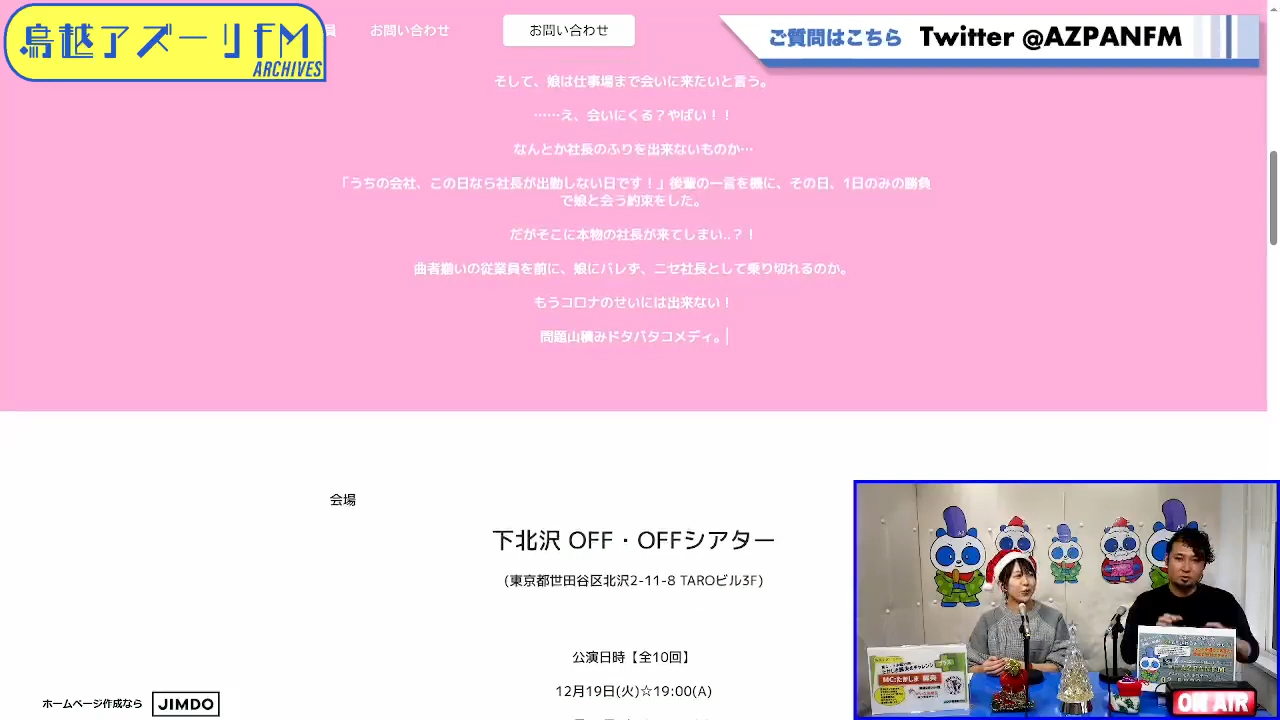 鳥越アズーリFM
ARCHIVES
員
お問い合わせ
お問い合わせ
ご質問はこちら Twitter @AZPANFM
そして、娘は仕事場まで会いに来たいと言う。
……え、会いにくる？やばい！！
なんとか社長のふりを出来ないものか…
「うちの会社、この日なら社長が出勤しない日です！」後輩の一言を機に、その日、1日のみの勝負
で娘と会う約束をした。
だがそこに本物の社長が来てしまい..？！
曲者揃いの従業員を前に、娘にバレず、ニセ社長として乗り切れるのか。
もうコロナのせいには出来ない！
問題山積みドタバタコメディ。
会場
下北沢 OFF・OFFシアター
(東京都世田谷区北沢2-11-8 TAROビル3F)
公演日時【全10回】
12月19日(火)☆19:00(A)
ホームページ作成なら JIMDO
ON AIR